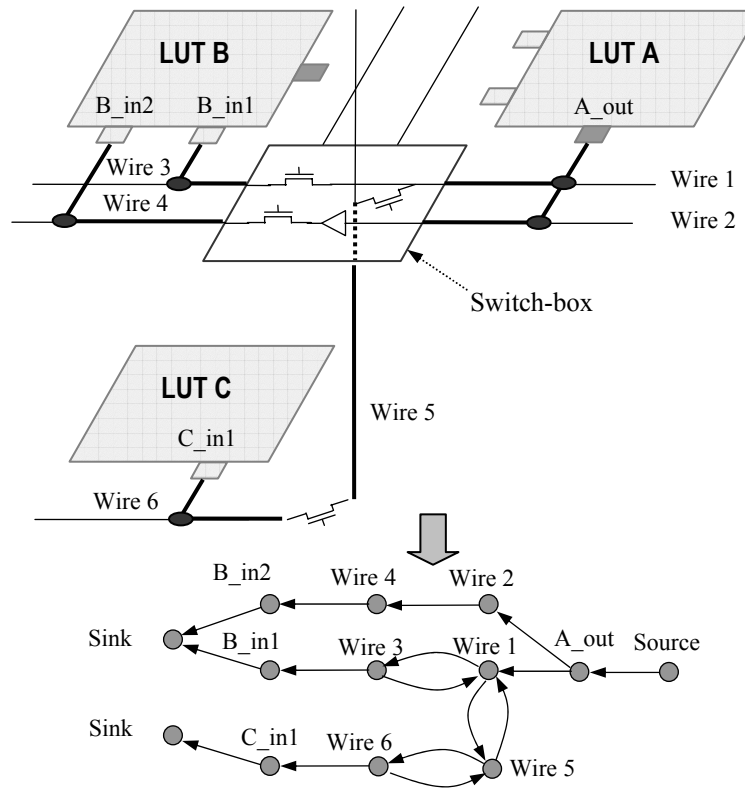 LUT B
LUT A
B_in2
B_in1
A_out
Wire 3
Wire 1
Wire 4
Wire 2
Switch-box
LUT C
Wire 5
C_in1
Wire 6
B_in2
Wire 4
Wire 2
Sink
B_in1
Wire 3
Wire 1
A_out
Source
Sink
C_in1
Wire 6
Wire 5